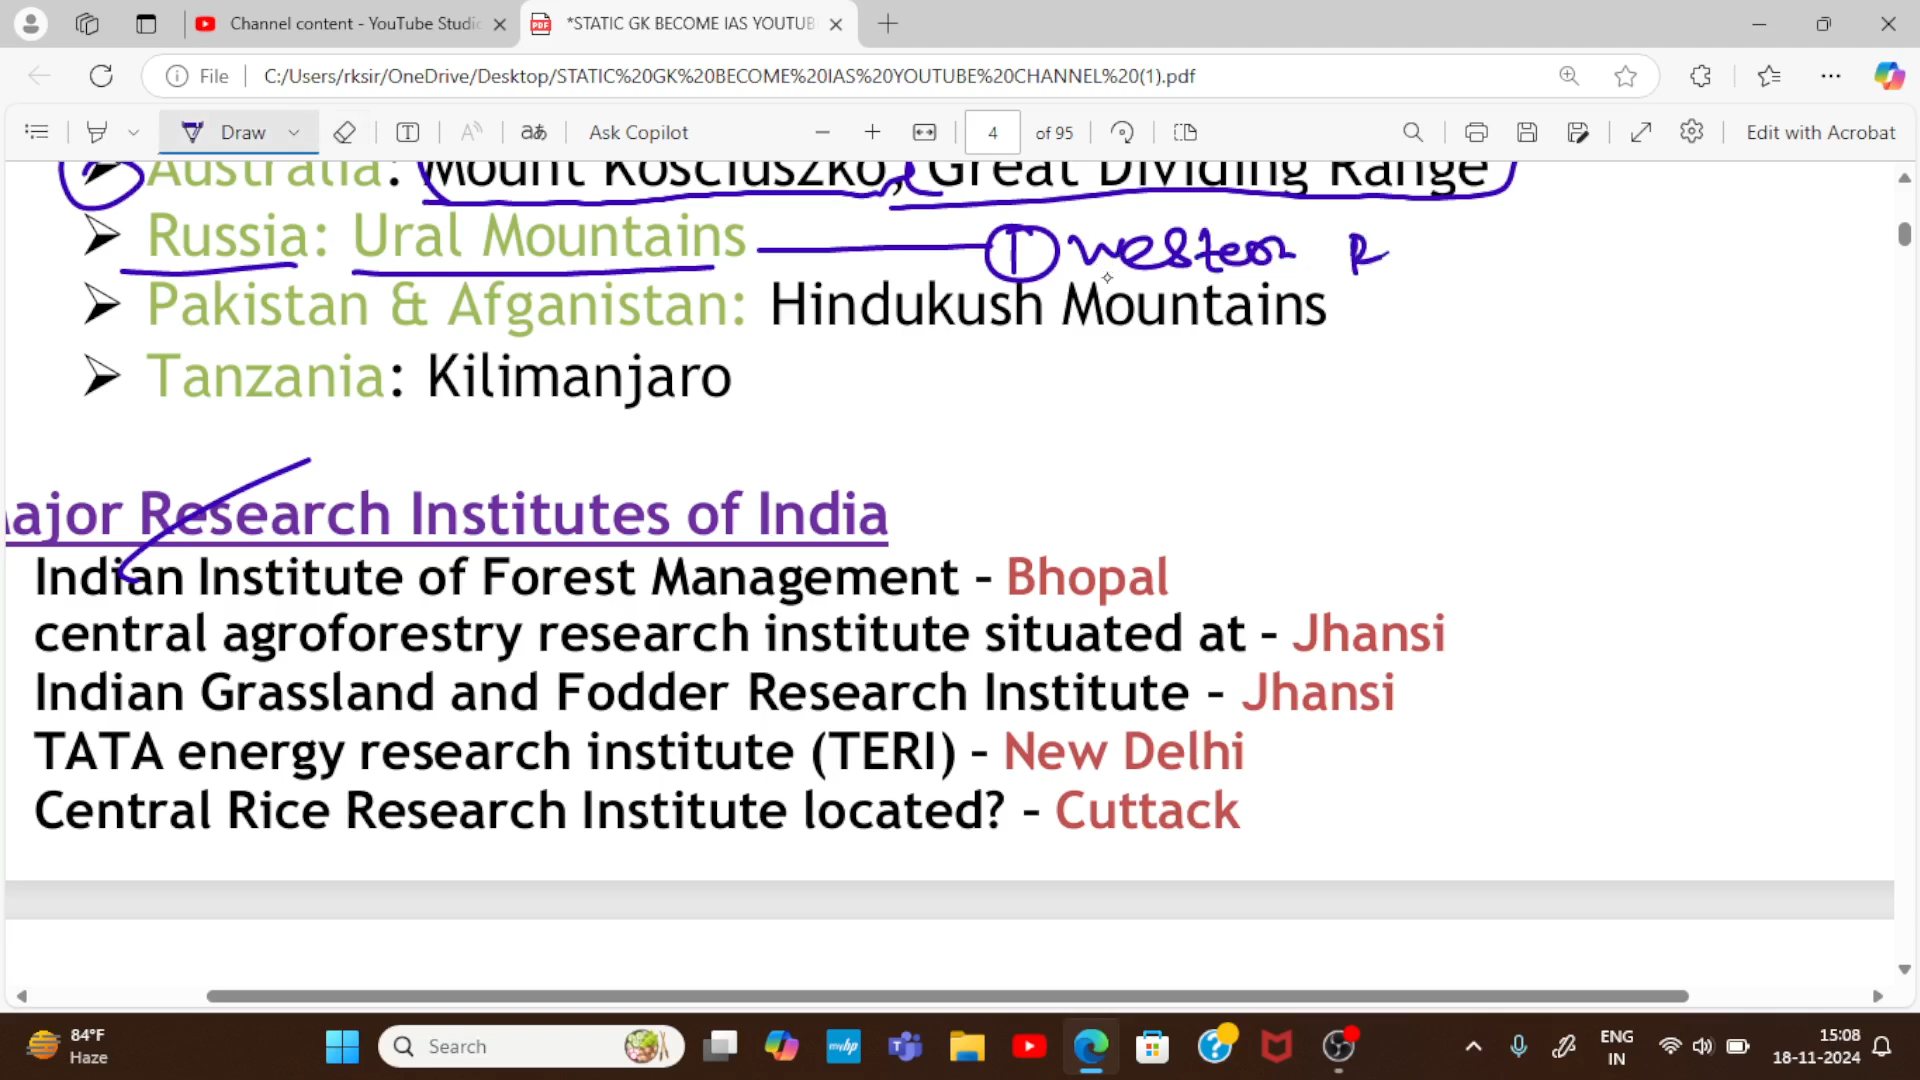 Channel content - YouTube Studio
*STATIC GK BECOME IAS YOUTUB
File
C:/Users/rksir/OneDrive/Desktop/STATIC%20GK%20BECOME%20IAS%20YOUTUBE%20CHANNEL%20(1).pdf
Draw
Ask Copilot
4 of 95
Edit with Acrobat
Australia: Mount Kosciuszko, Great Dividing Range
Russia: Ural Mountains ① Western R
Pakistan & Afganistan: Hindukush Mountains
Tanzania: Kilimanjaro
ajor Research Institutes of India
Indian Institute of Forest Management – Bhopal
central agroforestry research institute situated at – Jhansi
Indian Grassland and Fodder Research Institute – Jhansi
TATA energy research institute (TERI) – New Delhi
Central Rice Research Institute located? – Cuttack
84°F
Haze
Search
myhp
ENG
IN
15:08
18-11-2024